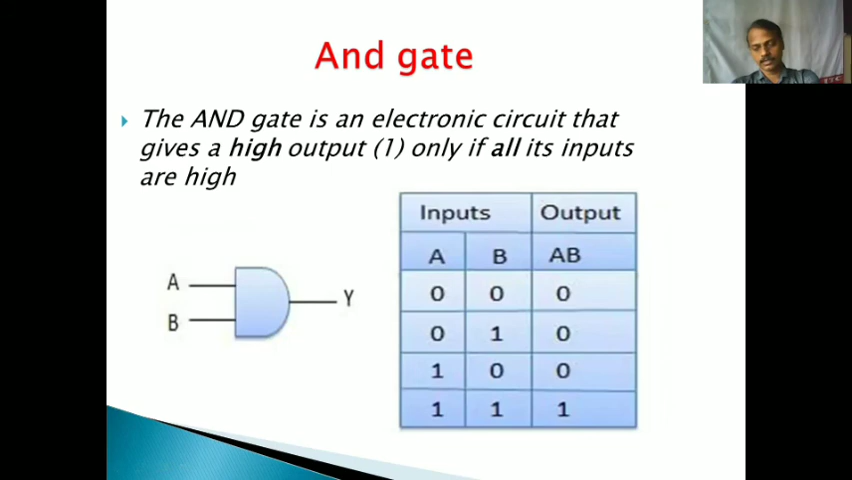 And gate
The AND gate is an electronic circuit that
gives a high output (1) only if all its inputs
are high
Inputs Output
A B AB
0 0 0
0 1 0
1 0 0
1 1 1
A
B
Y